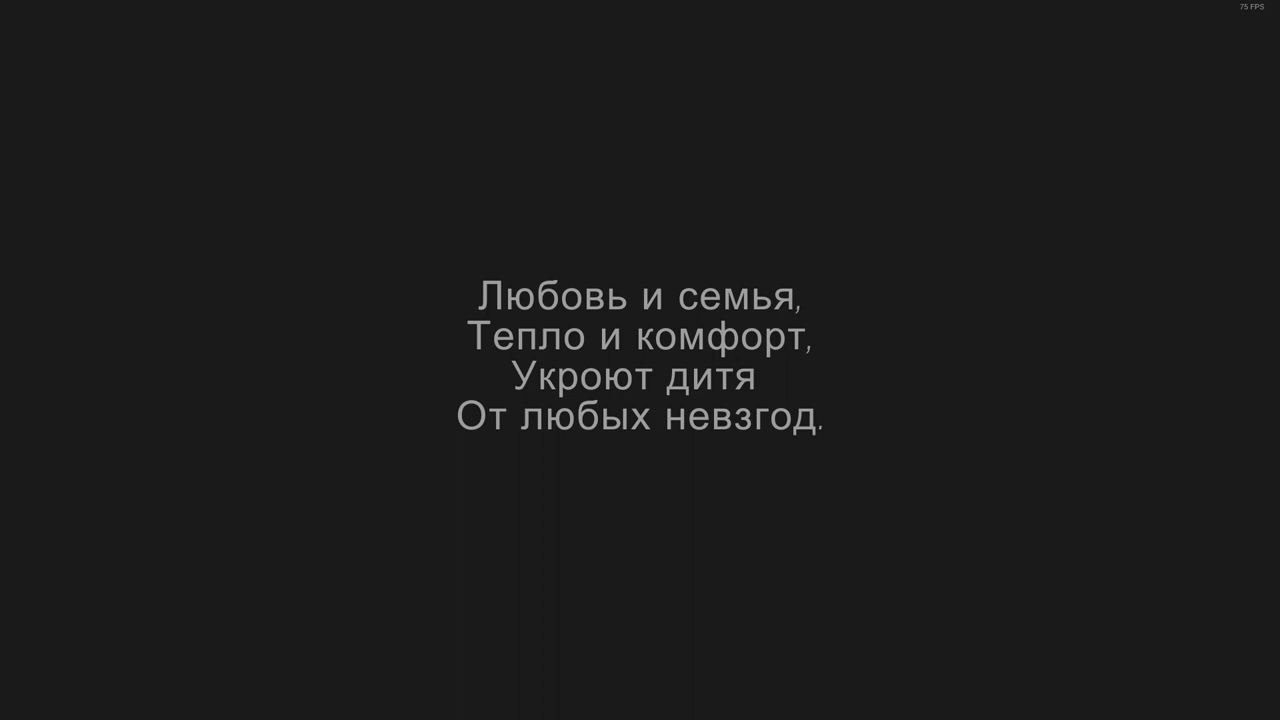 75 FPS
Любовь и семья,
Тепло и комфорт,
Укроют дитя
От любых невзгод.